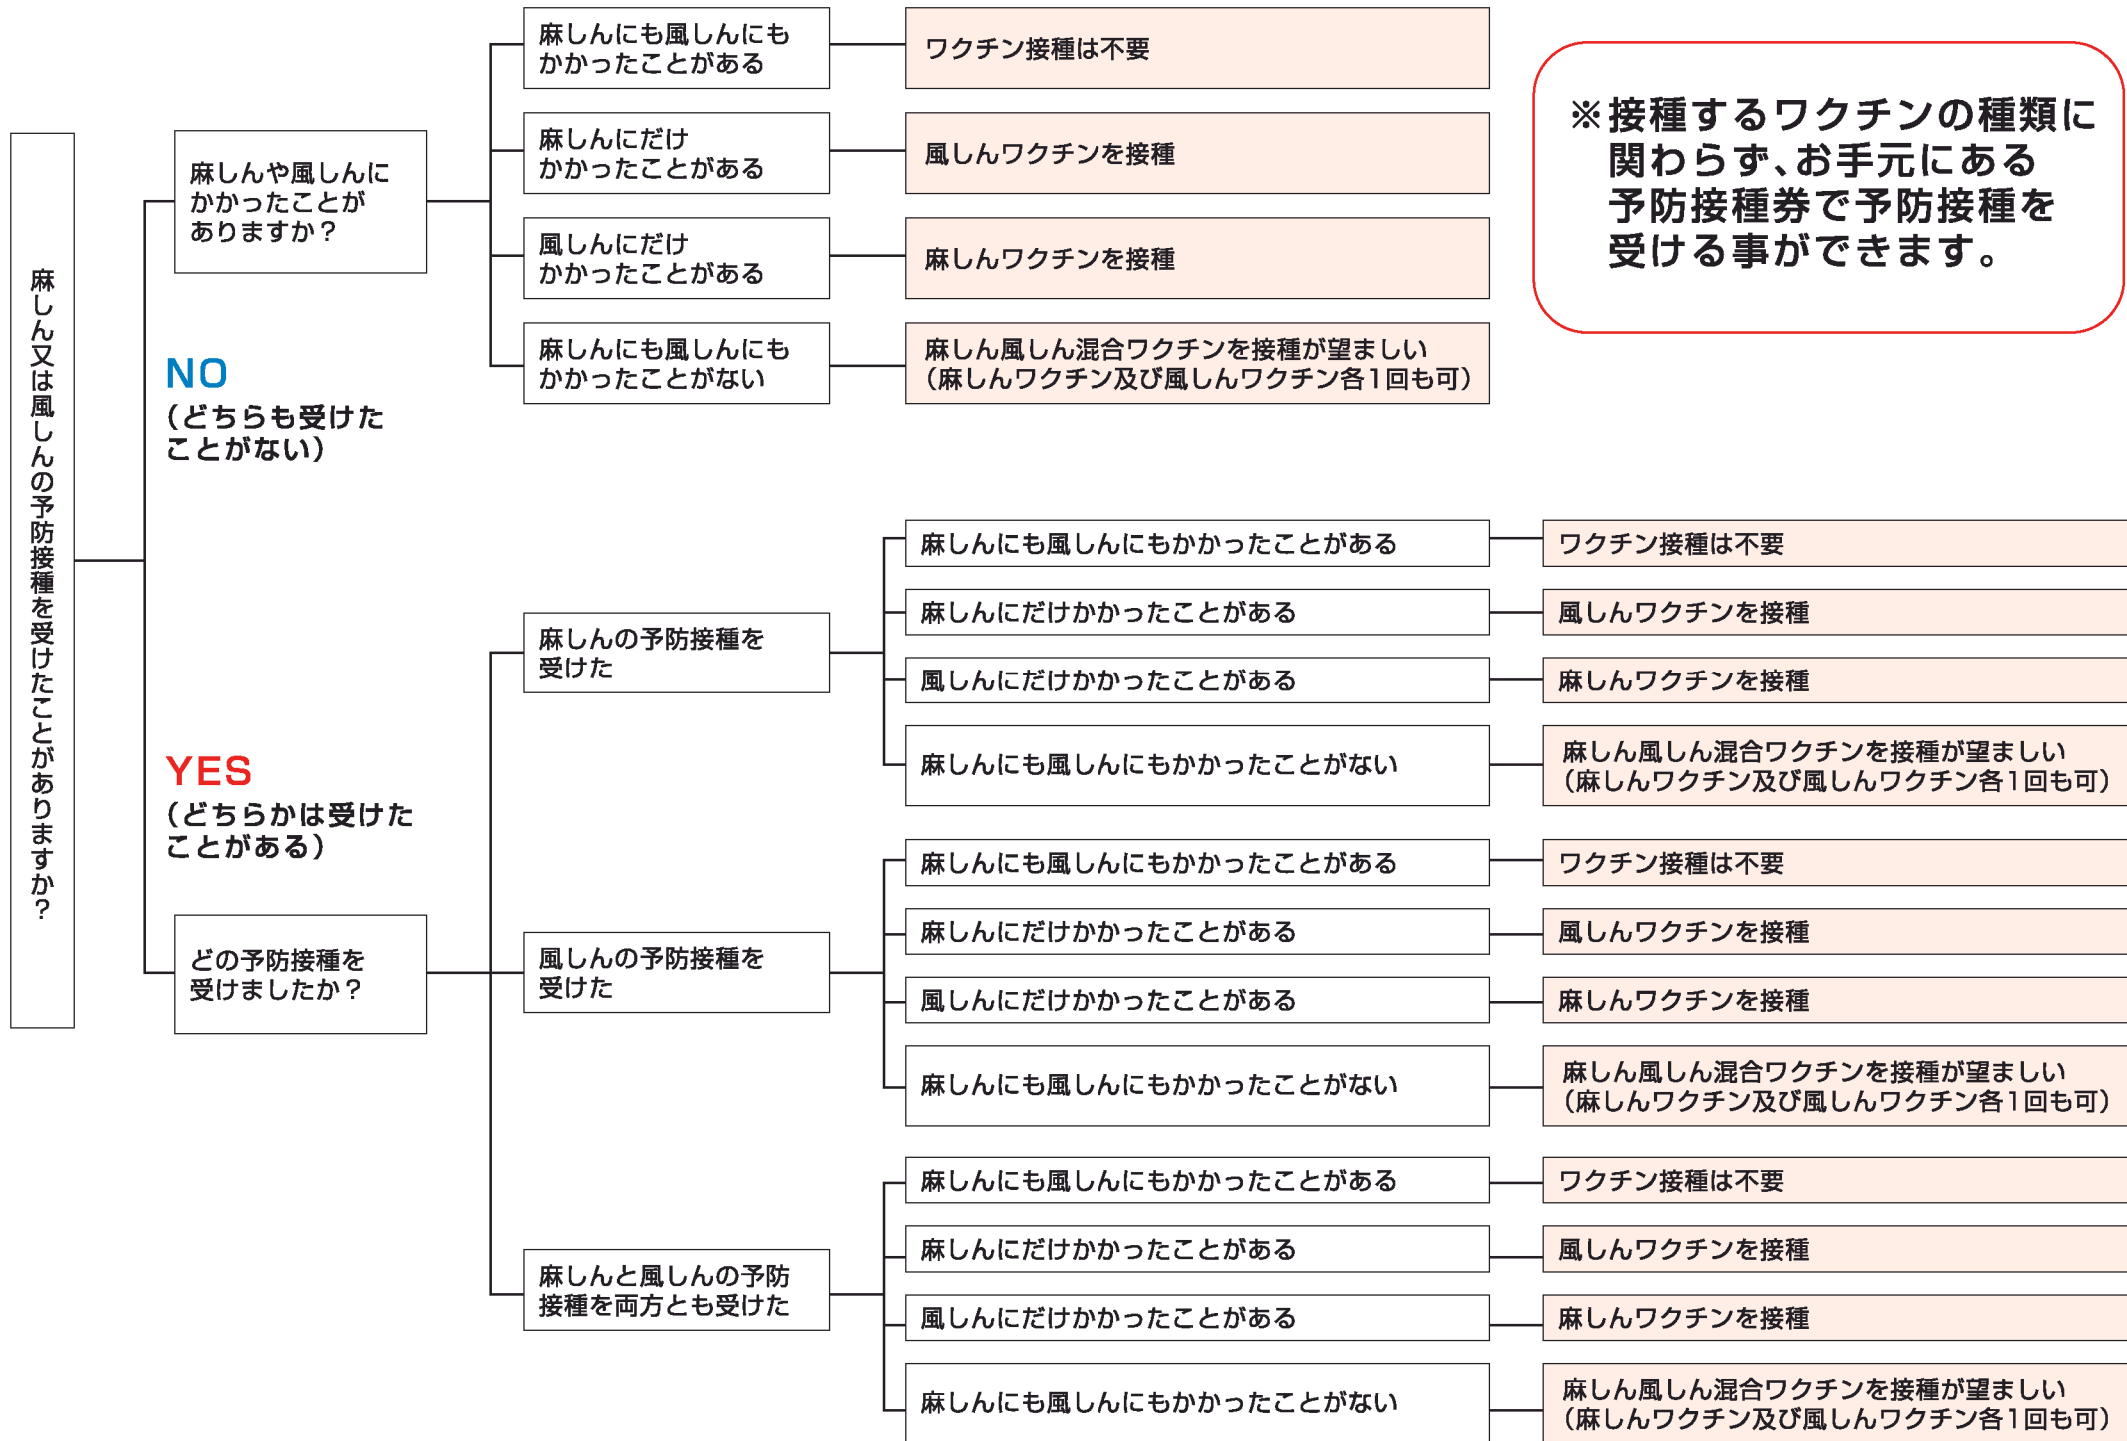 麻しん又は風しんの予防接種を受けたことがありますか？
NO
（どちらも受けた
ことがない）
麻しんや風しんに
かかったことが
ありますか？
麻しんにも風しんにも
かかったことがある
ワクチン接種は不要
麻しんにだけ
かかったことがある
風しんワクチンを接種
風しんにだけ
かかったことがある
麻しんワクチンを接種
麻しんにも風しんにも
かかったことがない
麻しん風しん混合ワクチンを接種が望ましい
（麻しんワクチン及び風しんワクチン各1回も可）
※接種するワクチンの種類に
関わらず、お手元にある
予防接種券で予防接種を
受ける事ができます。
YES
（どちらかは受けた
ことがある）
どの予防接種を
受けましたか？
麻しんの予防接種を
受けた
麻しんにも風しんにもかかったことがある
ワクチン接種は不要
麻しんにだけかかったことがある
風しんワクチンを接種
風しんにだけかかったことがある
麻しんワクチンを接種
麻しんにも風しんにもかかったことがない
麻しん風しん混合ワクチンを接種が望ましい
（麻しんワクチン及び風しんワクチン各1回も可）
風しんの予防接種を
受けた
麻しんにも風しんにもかかったことがある
ワクチン接種は不要
麻しんにだけかかったことがある
風しんワクチンを接種
風しんにだけかかったことがある
麻しんワクチンを接種
麻しんにも風しんにもかかったことがない
麻しん風しん混合ワクチンを接種が望ましい
（麻しんワクチン及び風しんワクチン各1回も可）
麻しんと風しんの予防
接種を両方とも受けた
麻しんにも風しんにもかかったことがある
ワクチン接種は不要
麻しんにだけかかったことがある
風しんワクチンを接種
風しんにだけかかったことがある
麻しんワクチンを接種
麻しんにも風しんにもかかったことがない
麻しん風しん混合ワクチンを接種が望ましい
（麻しんワクチン及び風しんワクチン各1回も可）